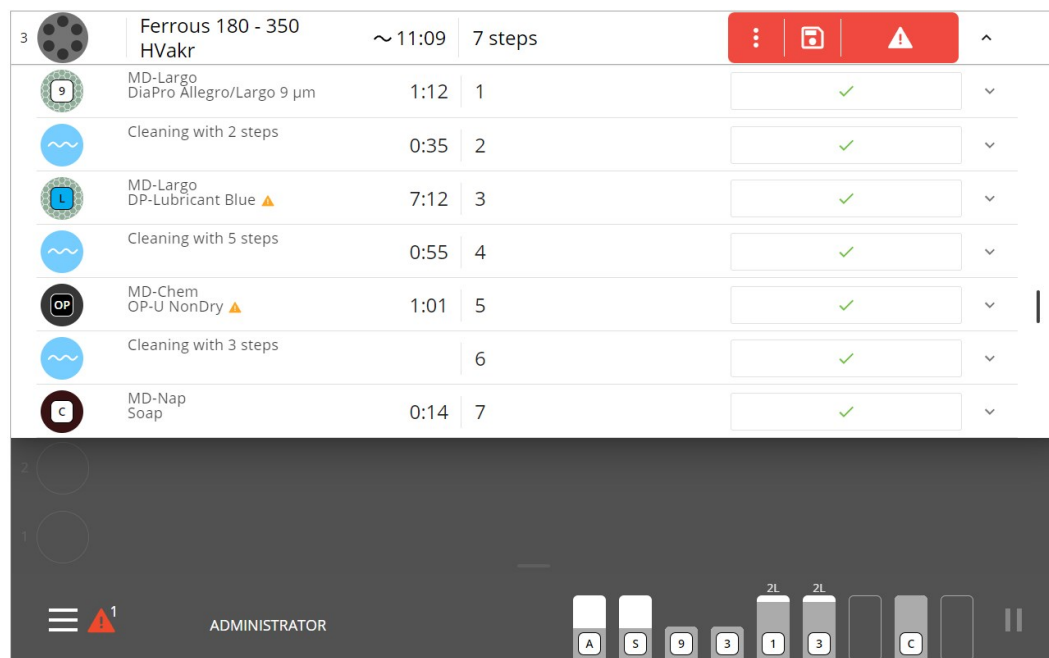 3 Ferrous 180 - 350 HVakr ~ 11:09 7 steps
9 MD-Largo
DiaPro Allegro/Largo 9 µm 1:12 1
Cleaning with 2 steps 0:35 2
L MD-Largo
DP-Lubricant Blue 7:12 3
Cleaning with 5 steps 0:55 4
OP MD-Chem
OP-U NonDry 1:01 5
Cleaning with 3 steps 6
C MD-Nap
Soap 0:14 7
2
1
1
ADMINISTRATOR
2L 2L
A S 9 3 1 3 C